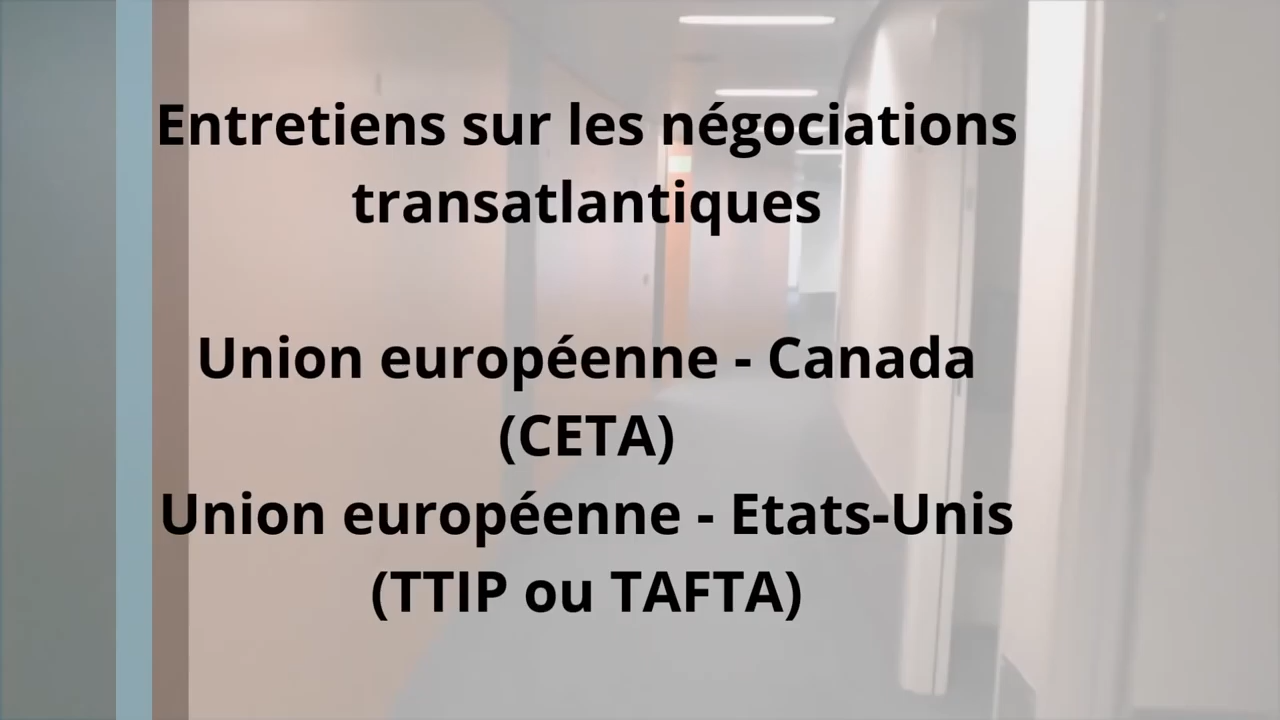 Entretiens sur les négociations
transatlantiques
Union européenne - Canada
(CETA)
Union européenne - Etats-Unis
(TTIP ou TAFTA)